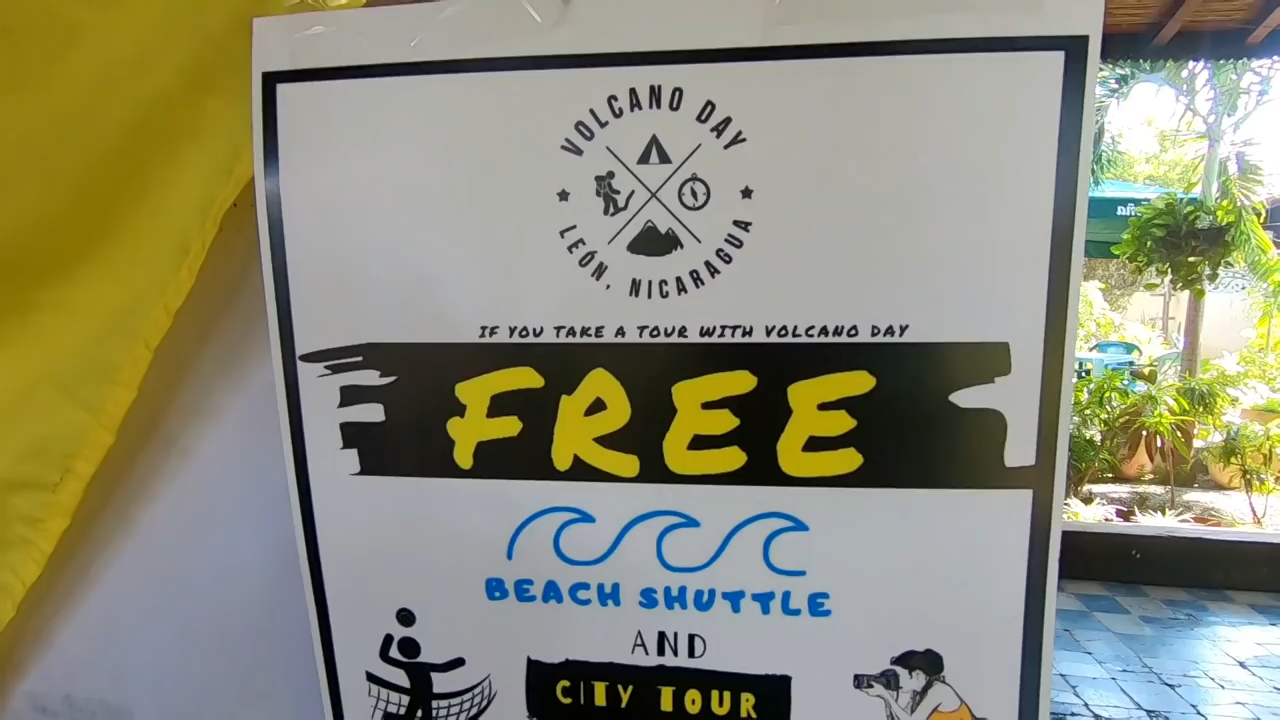 VOLCANO DAY
LEÓN, NICARAGUA
IF YOU TAKE A TOUR WITH VOLCANO DAY
FREE
BEACH SHUTTLE
AND
CITY TOUR